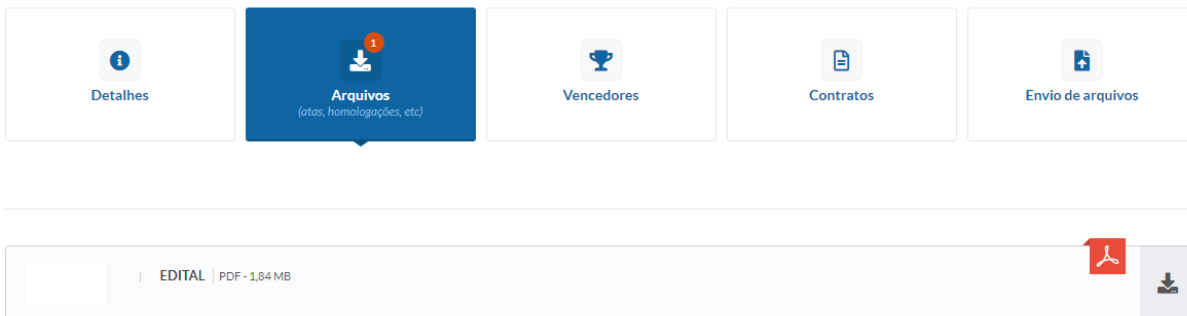 1
Detalhes
Arquivos
(atas, homologações, etc)
Vencedores
Contratos
Envio de arquivos
EDITAL | PDF - 1,84 MB